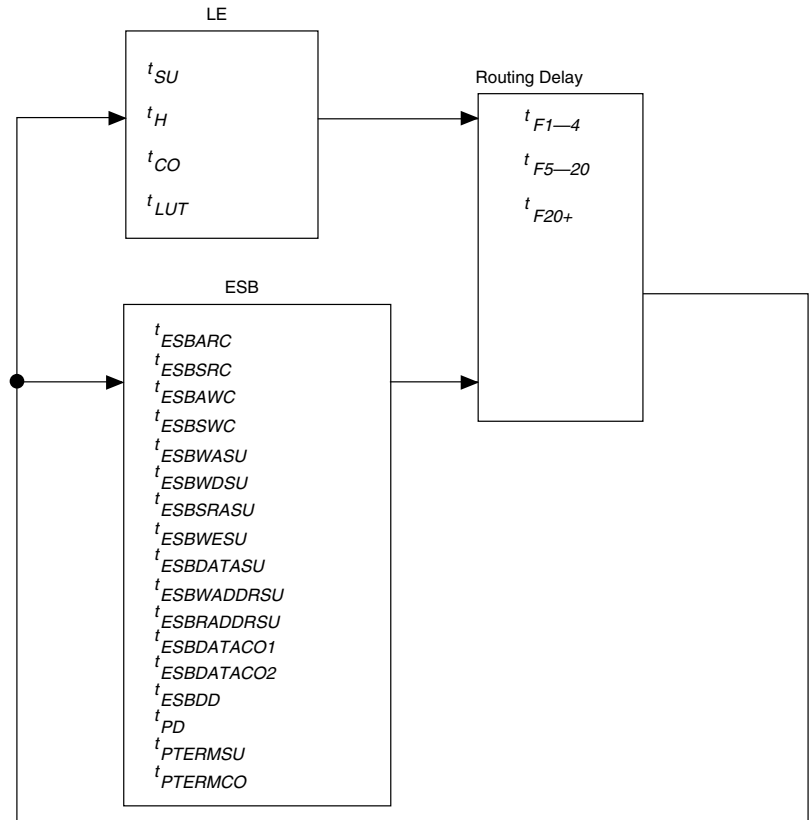 LE
tSU
tH
tCO
tLUT
Routing Delay
tF1—4
tF5—20
tF20+
ESB
tESBARC
tESBSRC
tESBAWC
tESBSWC
tESBWASU
tESBWDSU
tESBSRASU
tESBWESU
tESBDATASU
tESBWADDRSU
tESBRADDRSU
tESBDATACO1
tESBDATACO2
tESBDD
tPD
tPTERMSU
tPTERMCO